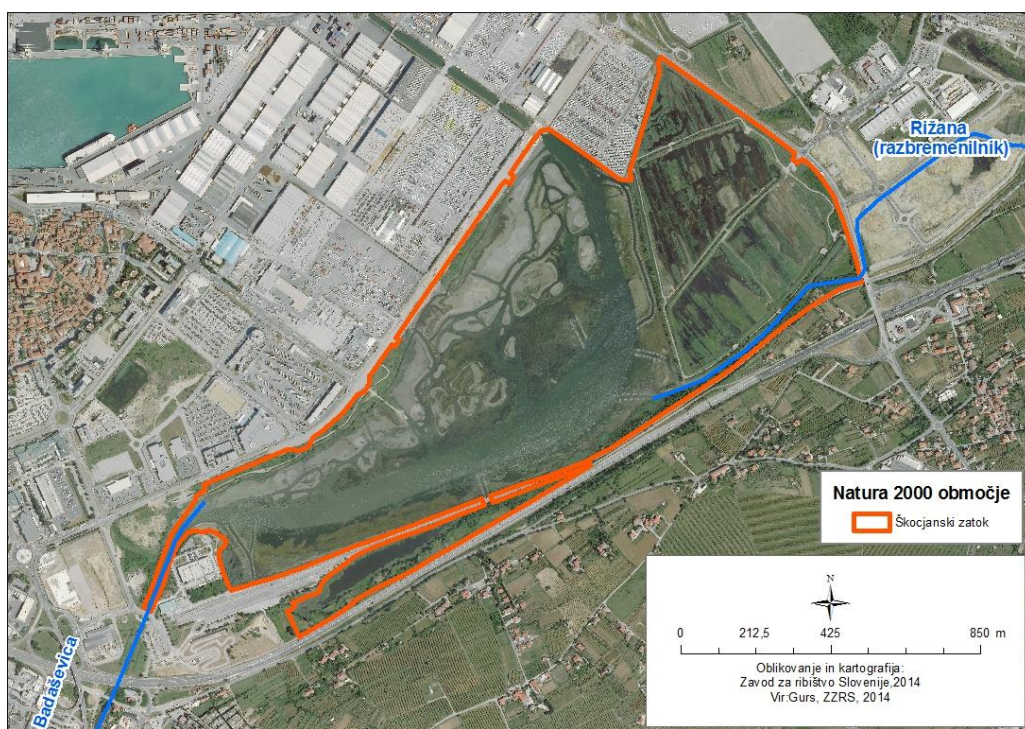 Rižana
(razbremenilnik)
Natura 2000 območje
Škocjanski zatok
N
0 212,5 425 850 m
Oblikovanje in kartografija:
Zavod za ribištvo Slovenije,2014
Vir:Gurs, ZZRS, 2014
Badaševica